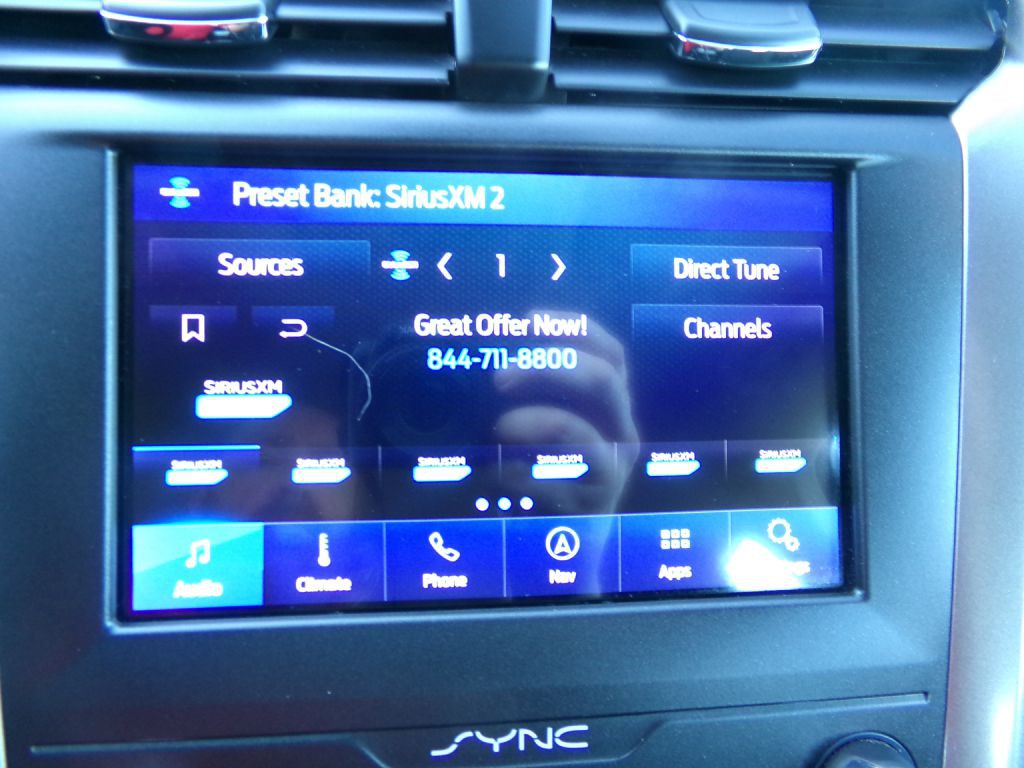 Preset Bank: SiriusXM 2
Sources
1
Direct Tune
Great Offer Now!
844-711-8800
Channels
SIRIUSXM
SIRIUSXM
SIRIUSXM
SIRIUSXM
SIRIUSXM
SIRIUSXM
SIRIUSXM
Audio
Climate
Phone
Nav
Apps
SYNC